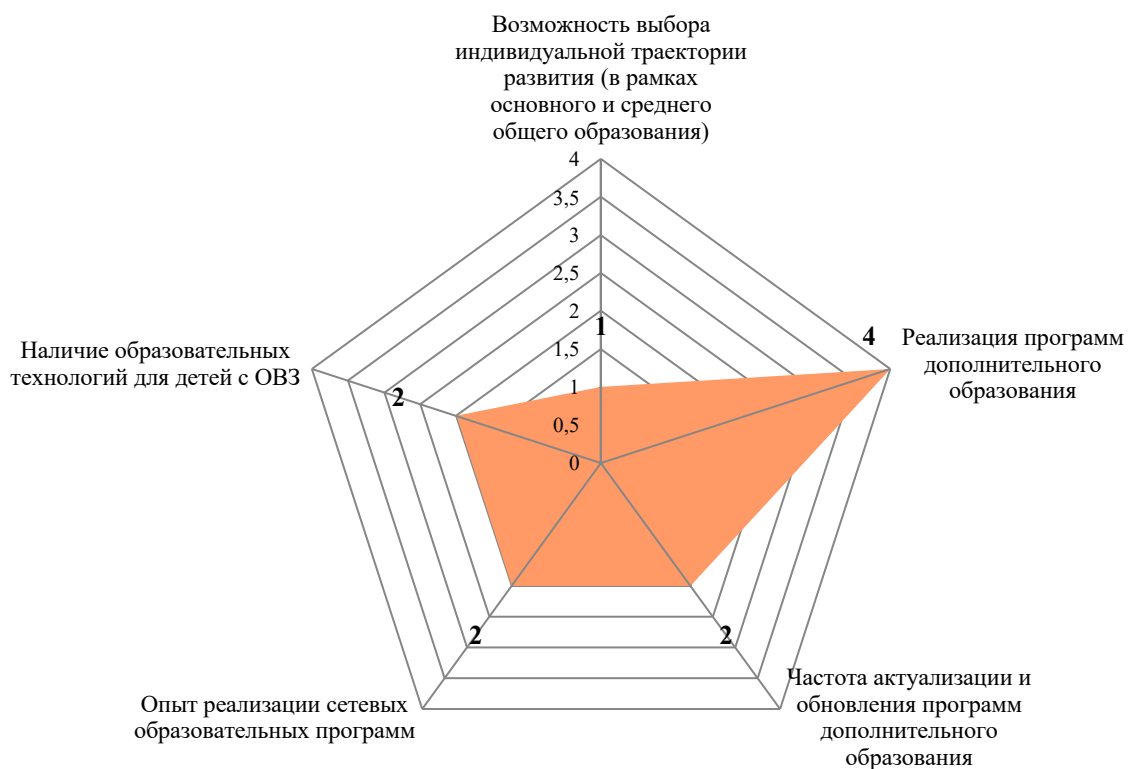 Возможность выбора
индивидуальной траектории
развития (в рамках
основного и среднего
общего образования)
4
3,5
3
2,5
2
1
1,5
1
0,5
0
4
Реализация программ
дополнительного
образования
Наличие образовательных
технологий для детей с ОВЗ
2
2
2
Частота актуализации и
обновления программ
дополнительного
образования
Опыт реализации сетевых
образовательных программ